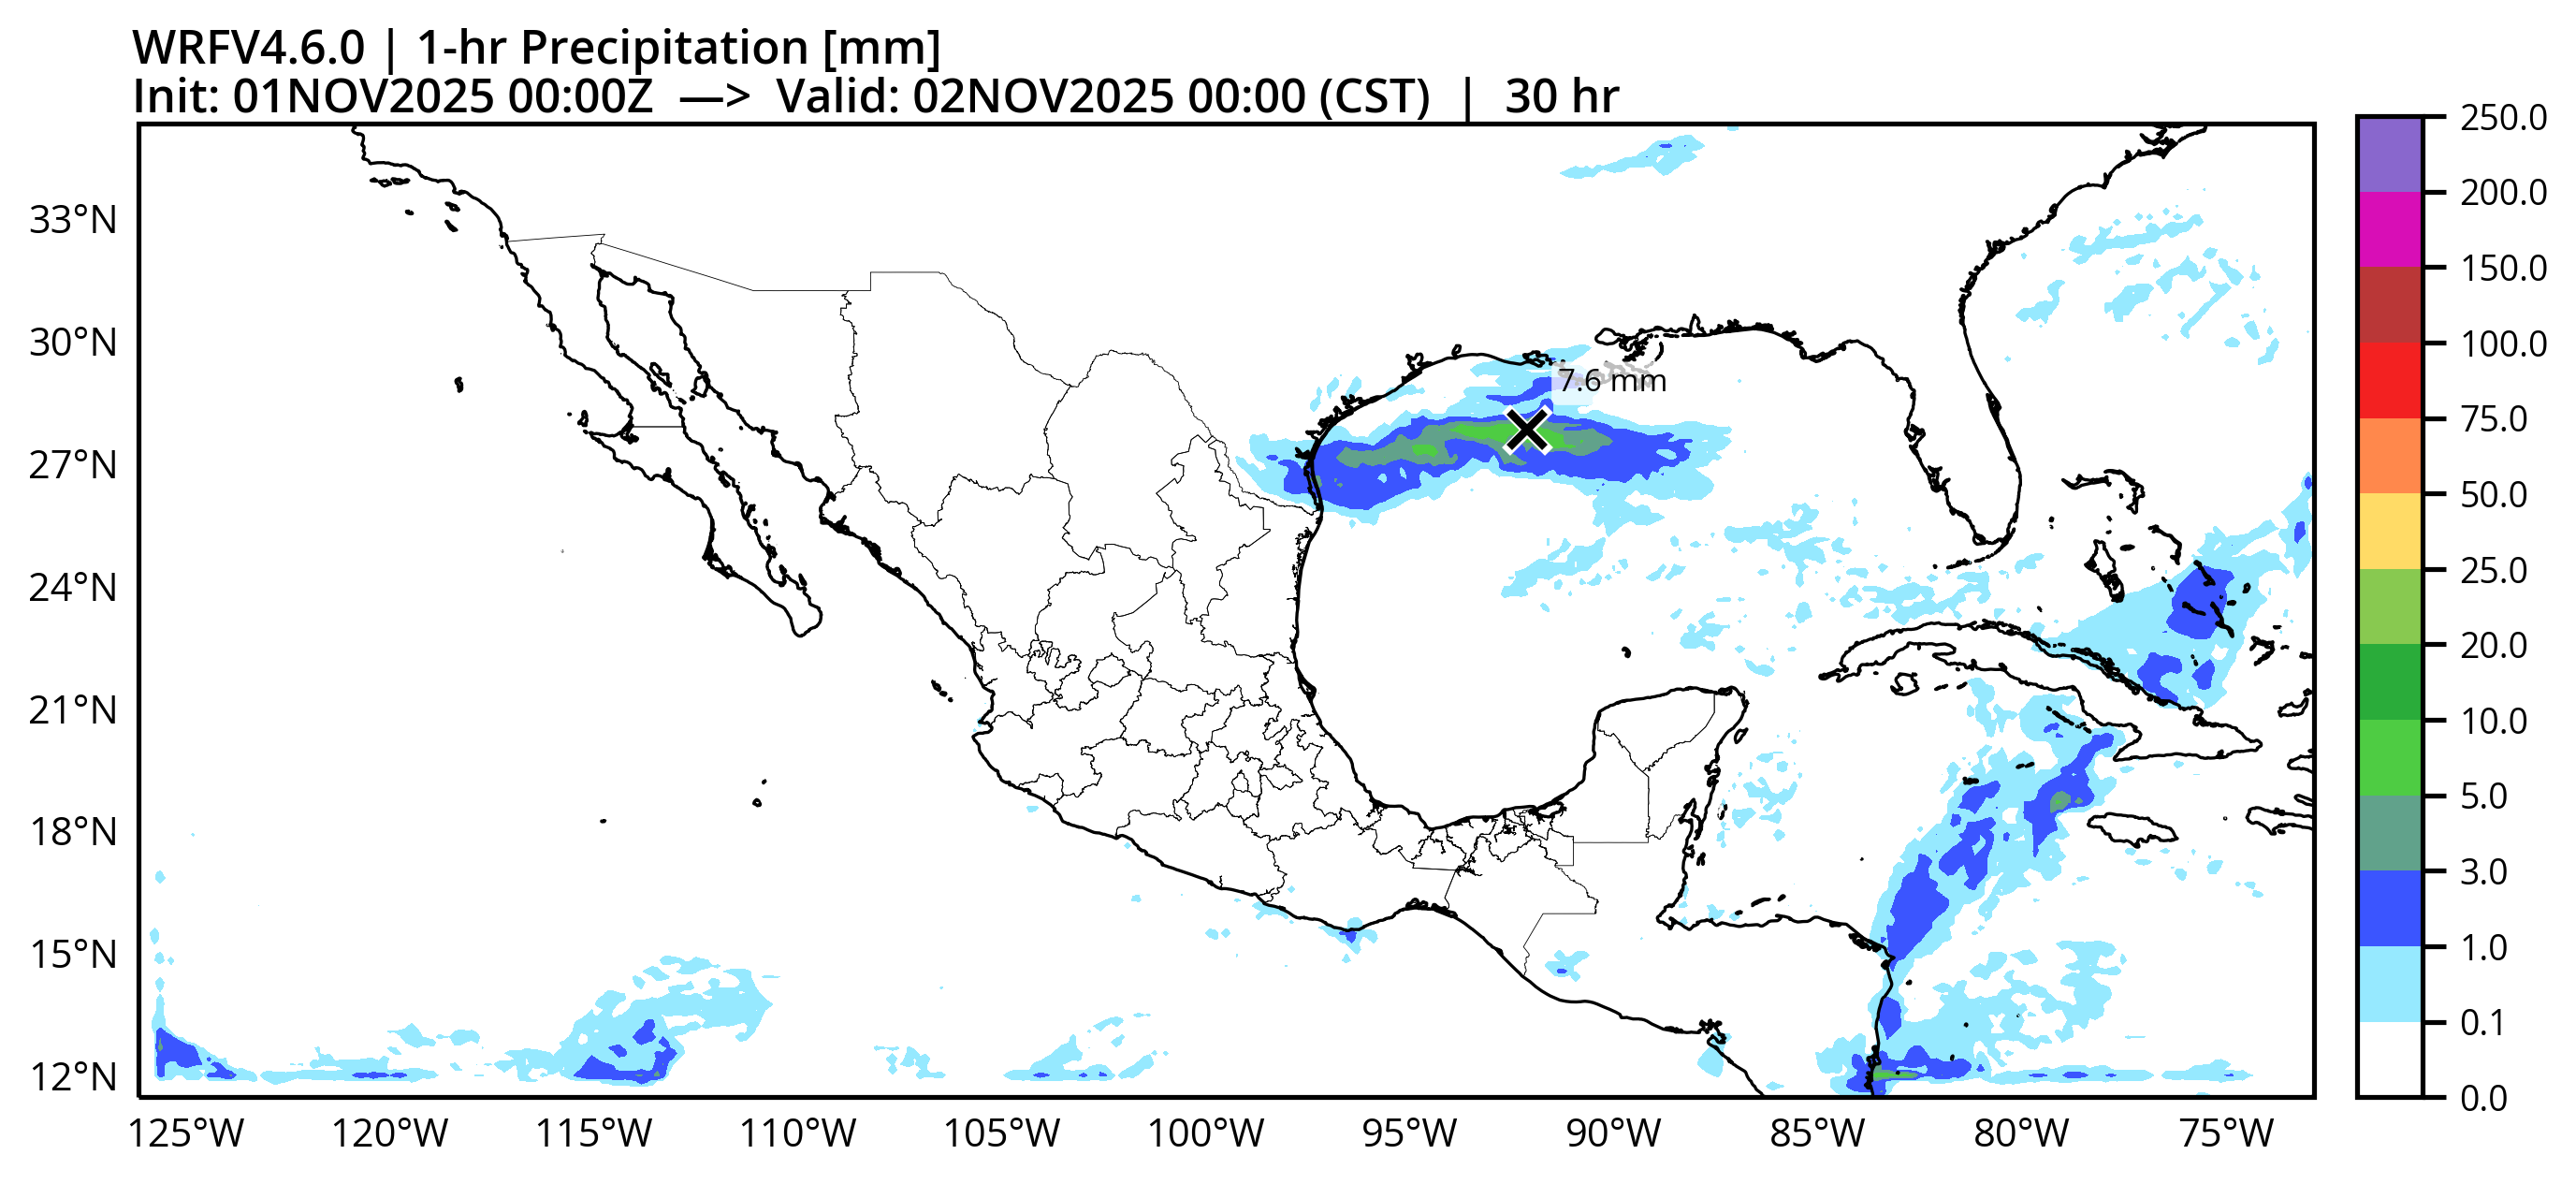 WRFV4.6.0 | 1-hr Precipitation [mm]
Init: 01NOV2025 00:00Z —> Valid: 02NOV2025 00:00 (CST) | 30 hr
33°N
30°N
27°N
24°N
21°N
18°N
15°N
12°N
7.6 mm
125°W
120°W
115°W
110°W
105°W
100°W
95°W
90°W
85°W
80°W
75°W
250.0
200.0
150.0
100.0
75.0
50.0
25.0
20.0
10.0
5.0
3.0
1.0
0.1
0.0